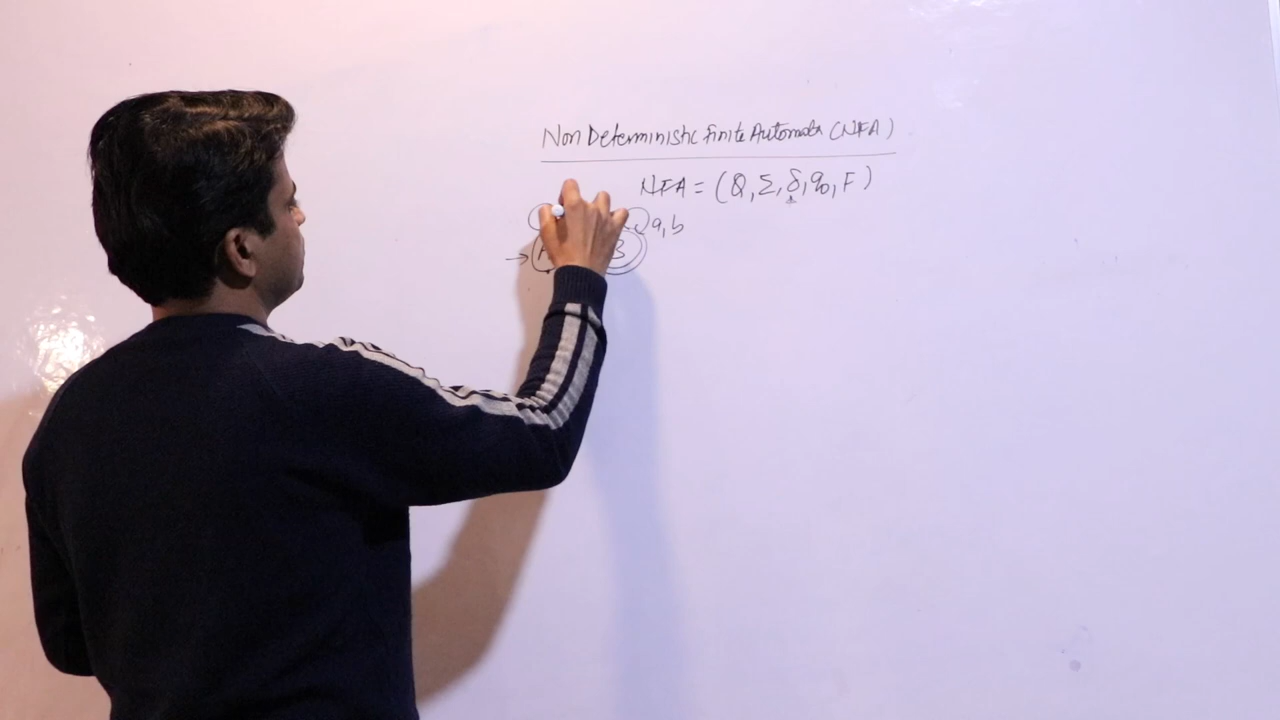 Non Deterministic finite Automata (NFA)
NFA = (Q, Σ, δ, q₀, F)
a, b
B